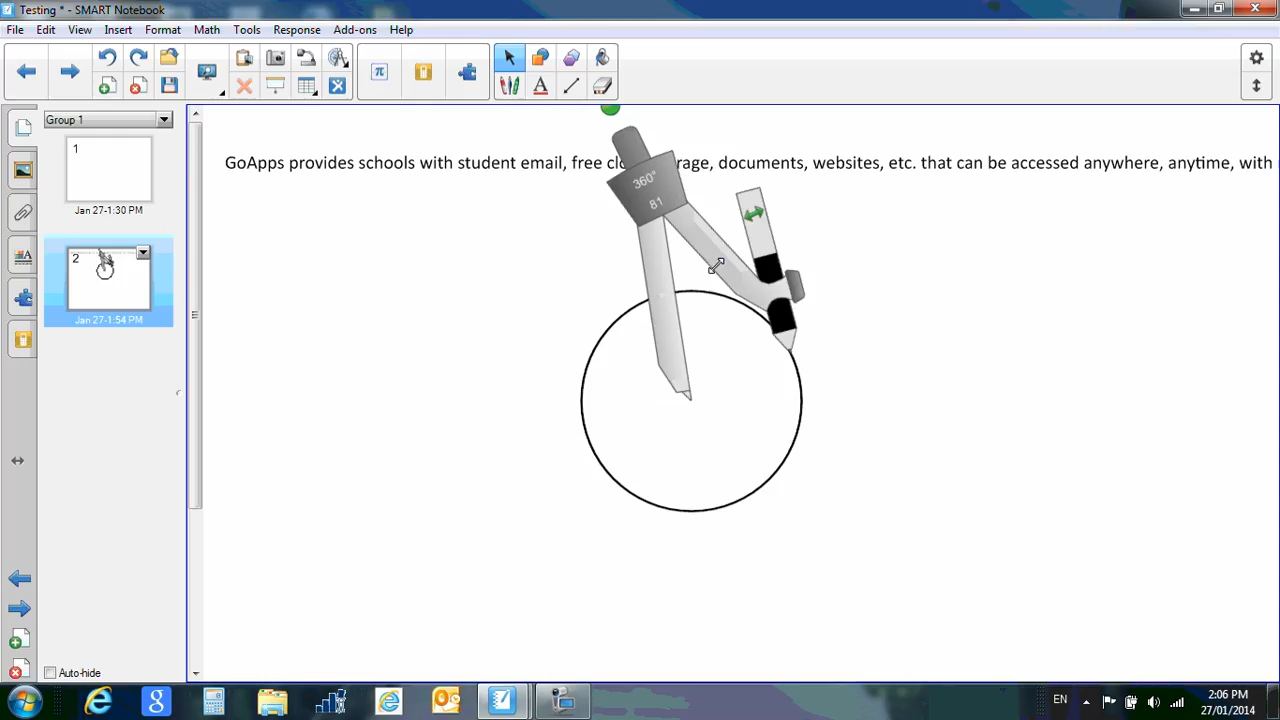 Testing * - SMART Notebook
File Edit View Insert Format Math Tools Response Add-ons Help
π
A
Group 1
1
Jan 27-1:30 PM
2
Jan 27-1:54 PM
Auto-hide
GoApps provides schools with student email, free rage, documents, websites, etc. that can be accessed anywhere, anytime, with
360°
81
EN
2:06 PM
27/01/2014